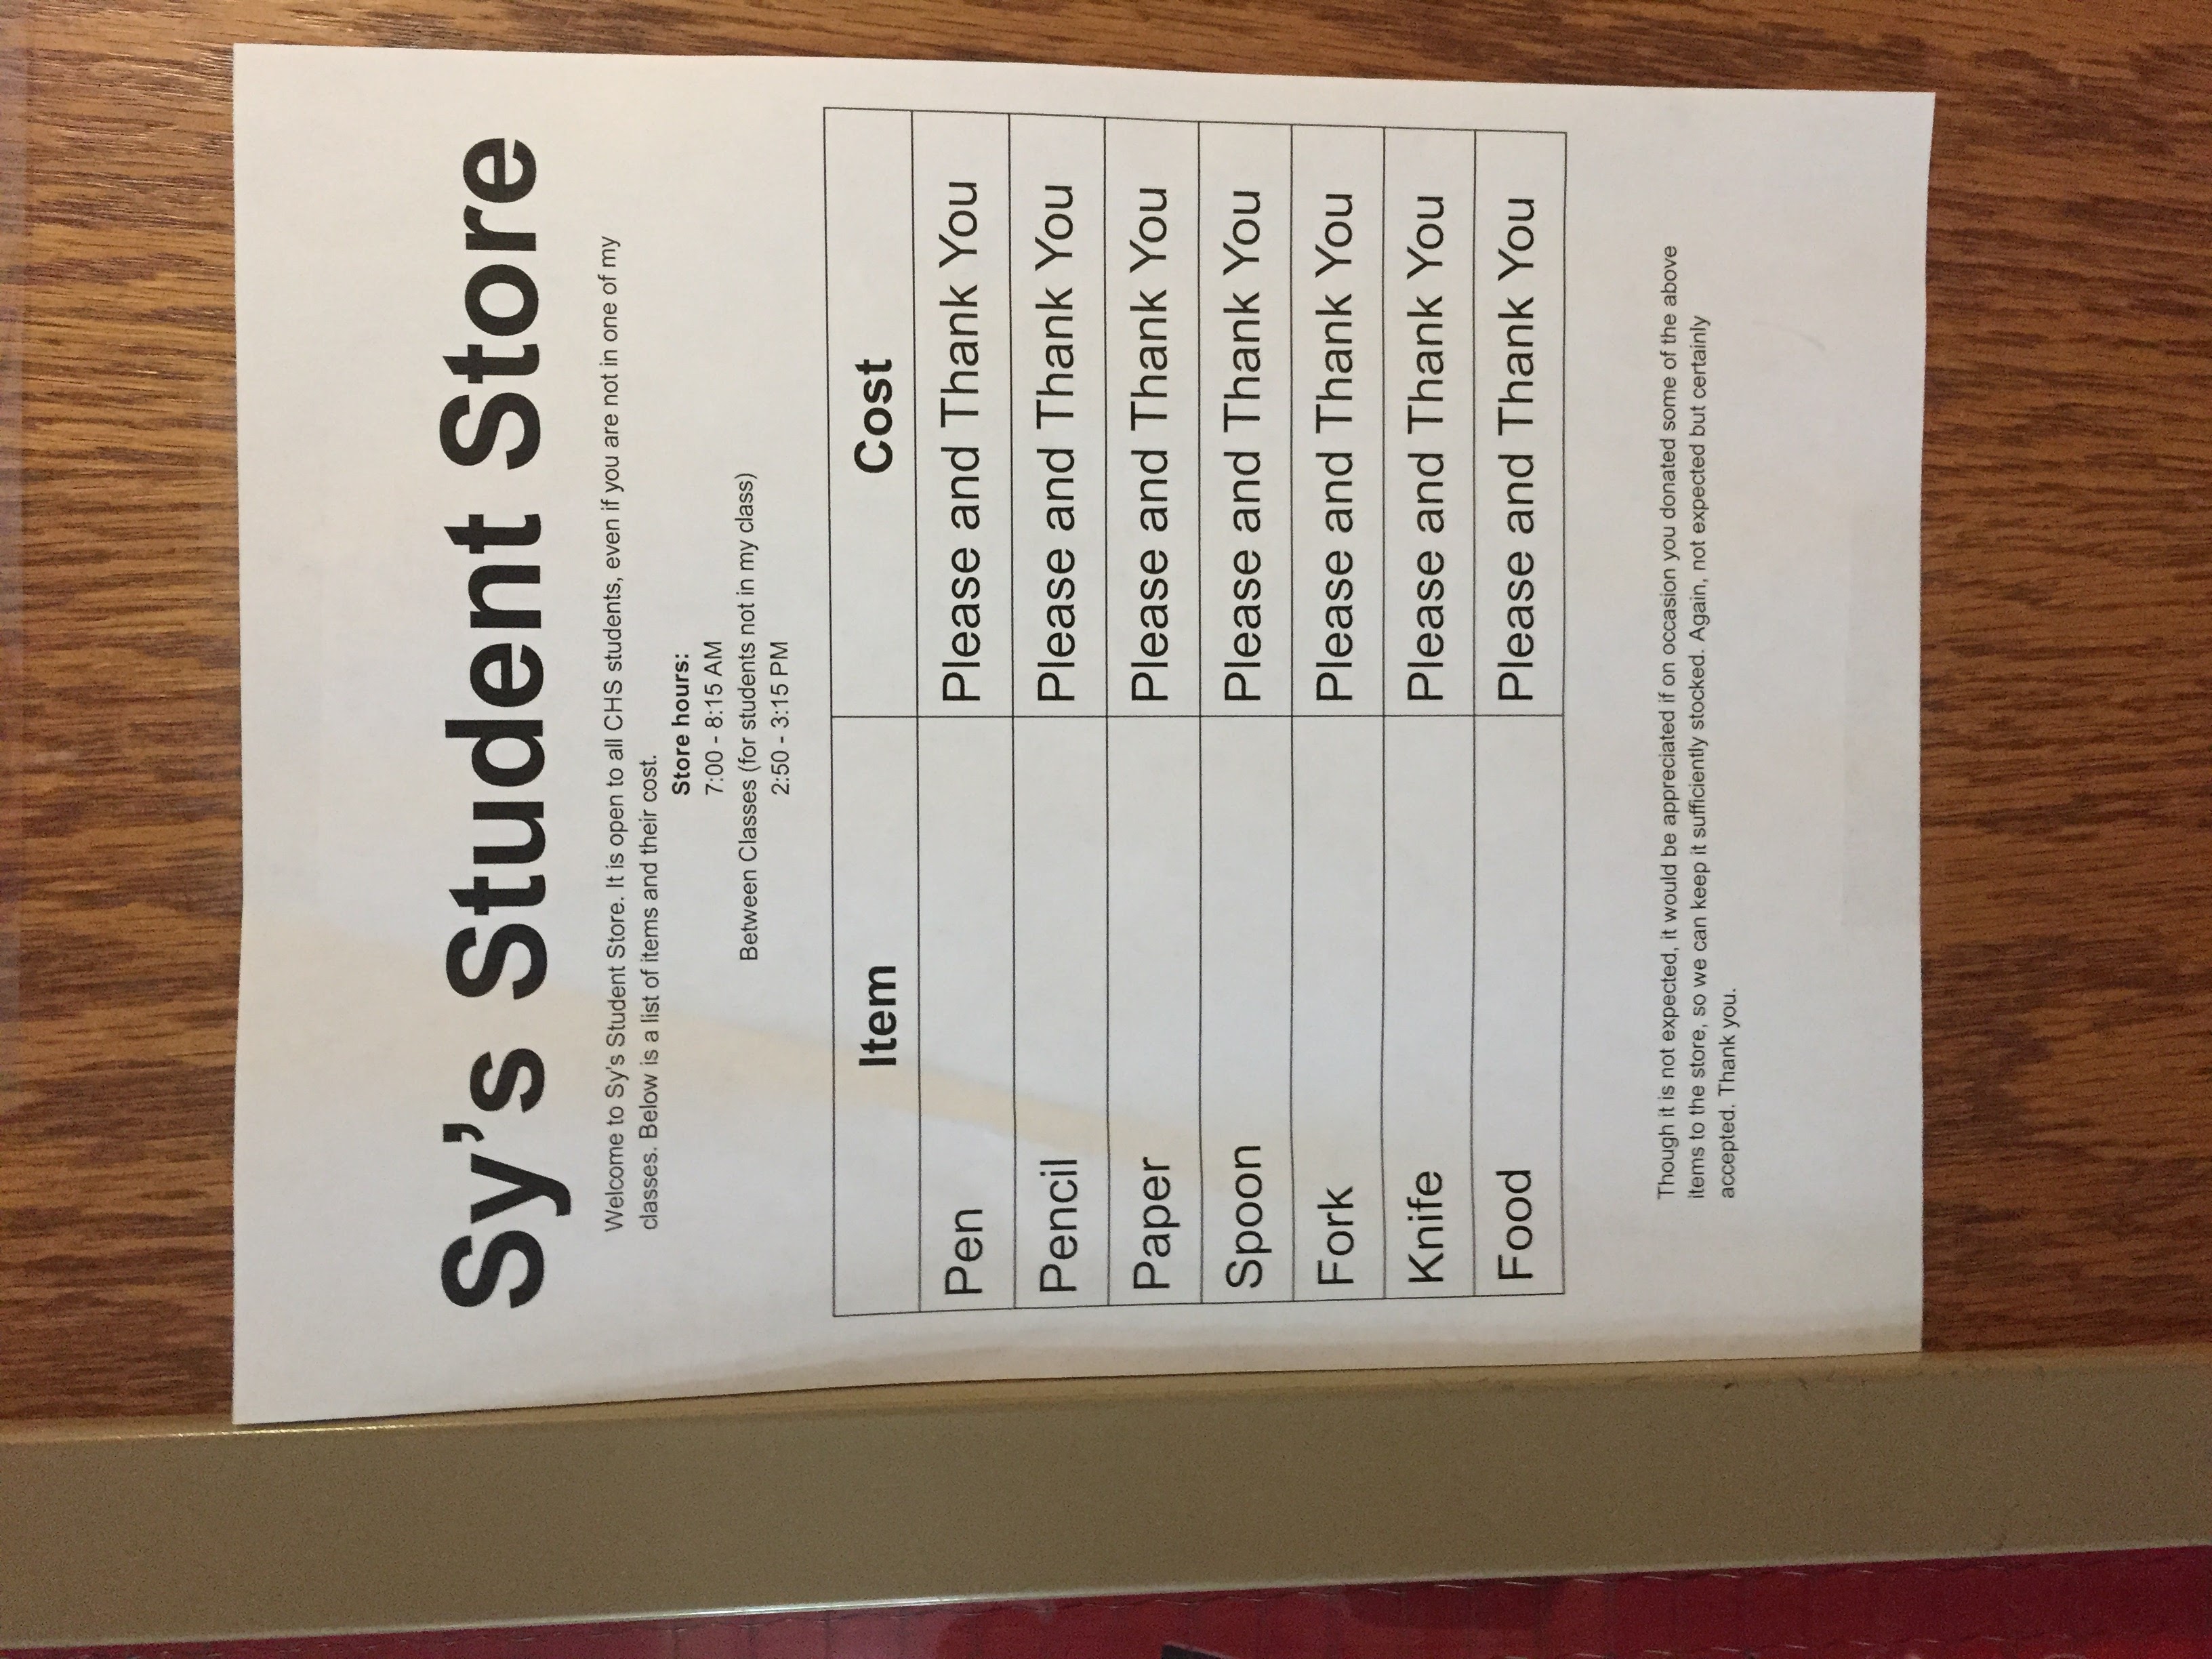 Sy's Student Store
Welcome to Sy's Student Store. It is open to all CHS students, even if you are not in one of my
classes. Below is a list of items and their cost.
Store hours:
7:00 - 8:15 AM
Between Classes (for students not in my class)
2:50 - 3:15 PM
Item Cost
Pen Please and Thank You
Pencil Please and Thank You
Paper Please and Thank You
Spoon Please and Thank You
Fork Please and Thank You
Knife Please and Thank You
Food Please and Thank You
Though it is not expected, it would be appreciated if on occasion you donated some of the above
items to the store, so we can keep it sufficiently stocked. Again, not expected but certainly
accepted. Thank you.